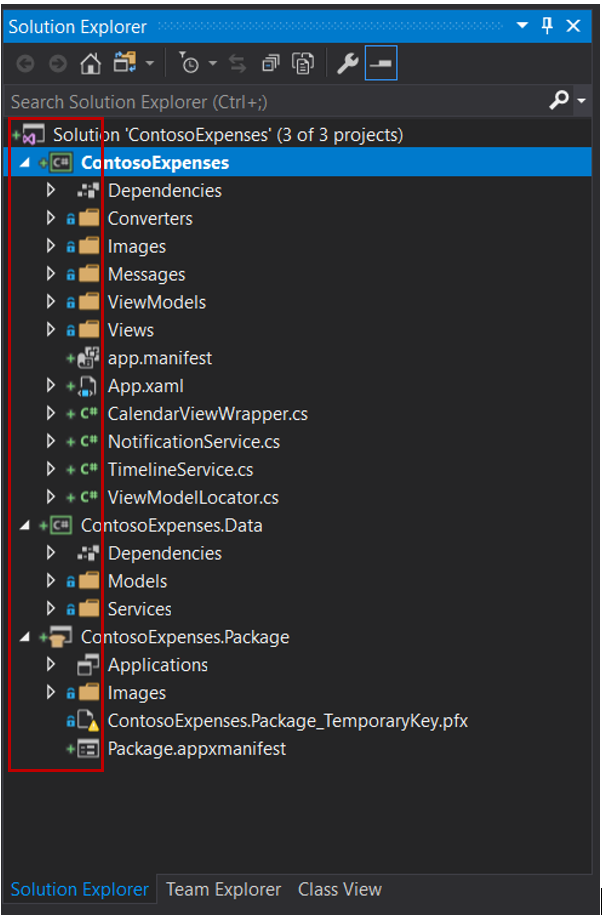 Solution Explorer
Search Solution Explorer (Ctrl+;)
Solution 'ContosoExpenses' (3 of 3 projects)
C# ContosoExpenses
Dependencies
Converters
Images
Messages
ViewModels
Views
app.manifest
App.xaml
C# CalendarViewWrapper.cs
C# NotificationService.cs
C# TimelineService.cs
C# ViewModelLocator.cs
C# ContosoExpenses.Data
Dependencies
Models
Services
ContosoExpenses.Package
Applications
Images
ContosoExpenses.Package_TemporaryKey.pfx
Package.appxmanifest
Solution Explorer Team Explorer Class View